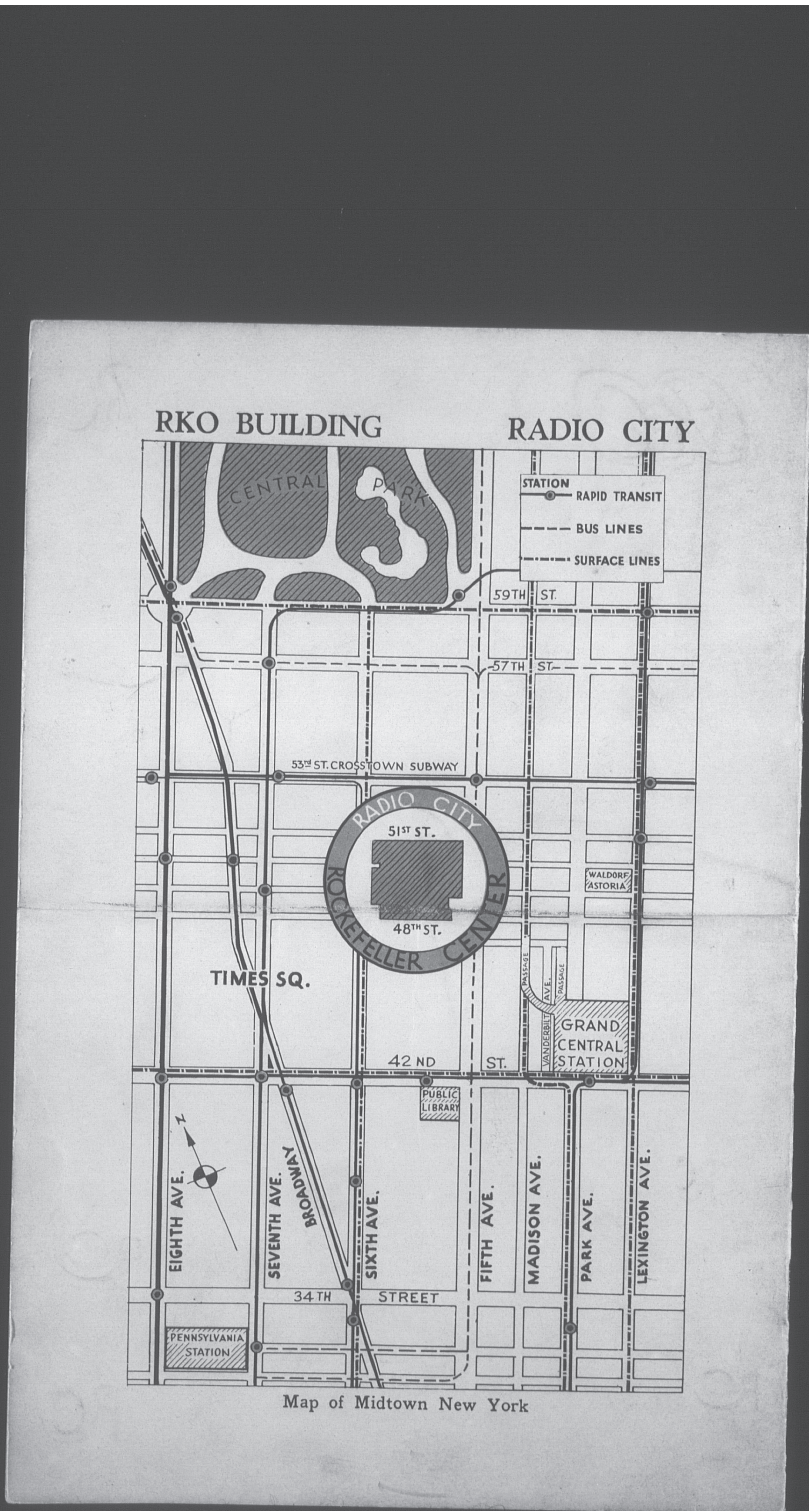 RKO BUILDING RADIO CITY
CENTRAL PARK
STATION
RAPID TRANSIT
BUS LINES
SURFACE LINES
59TH ST.
57TH ST.
53RD ST. CROSSTOWN SUBWAY
RADIO CITY
51ST ST.
48TH ST.
ROCKEFELLER CENTER
WALDORF
ASTORIA
TIMES SQ.
PASSAGE
VANDERBILT AVE.
PASSAGE
GRAND
CENTRAL
STATION
42ND ST.
PUBLIC
LIBRARY
N
EIGHTH AVE.
SEVENTH AVE.
BROADWAY
SIXTH AVE.
FIFTH AVE.
MADISON AVE.
PARK AVE.
LEXINGTON AVE.
34TH STREET
PENNSYLVANIA
STATION
Map of Midtown New York